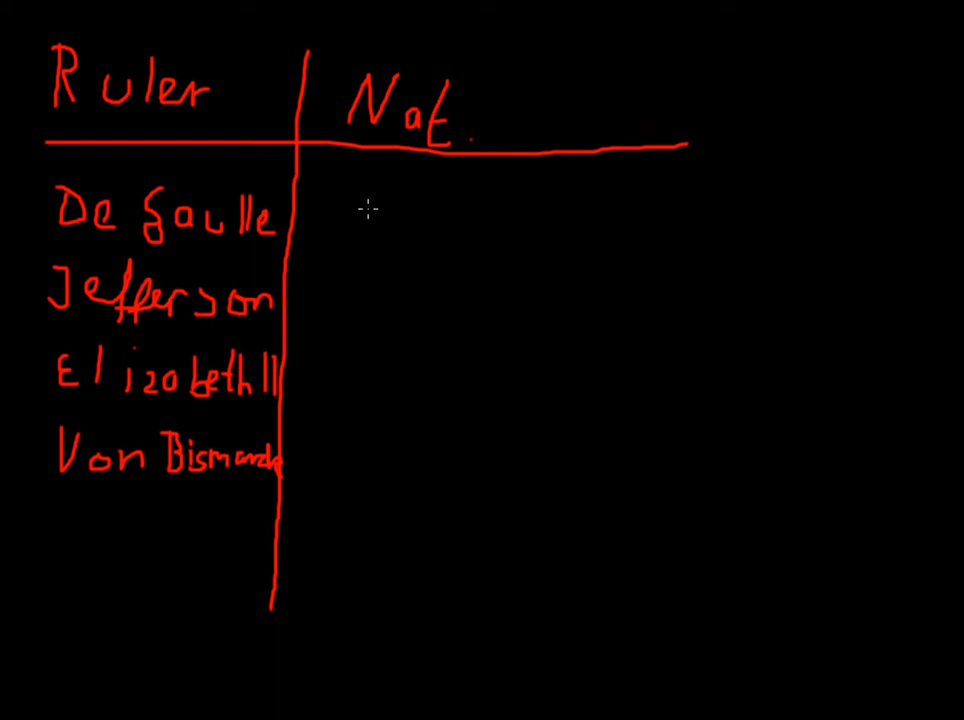 Ruler Nat.
De Gaulle
Jefferson
Elizabeth II
Von Bismarck